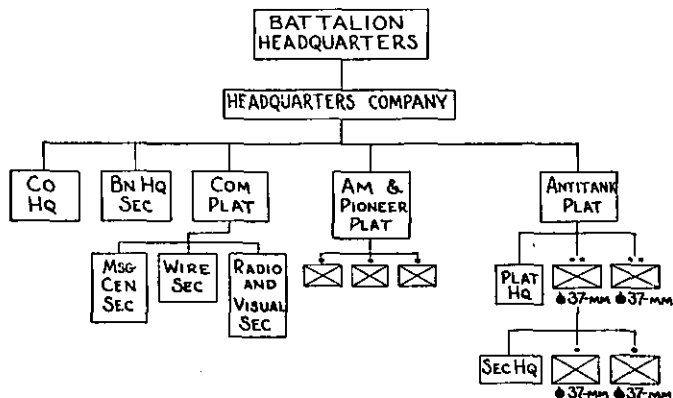 BATTALION
HEADQUARTERS
HEADQUARTERS COMPANY
CO
HQ
BN HQ
SEC
COM
PLAT
AM &
PIONEER
PLAT
ANTITANK
PLAT
MSG
CEN
SEC
WIRE
SEC
RADIO
AND
VISUAL
SEC
PLAT
HQ
37-MM
37-MM
SEC HQ
37-MM
37-MM